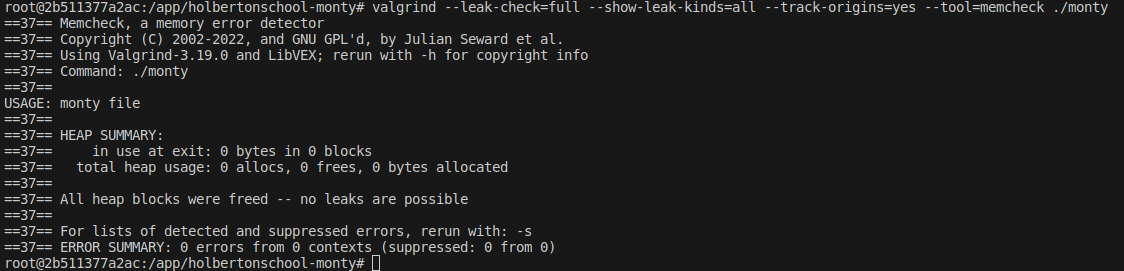 root@2b511377a2ac:/app/holbertonschool-monty# valgrind --leak-check=full --show-leak-kinds=all --track-origins=yes --tool=memcheck ./monty
==37== Memcheck, a memory error detector
==37== Copyright (C) 2002-2022, and GNU GPL'd, by Julian Seward et al.
==37== Using Valgrind-3.19.0 and LibVEX; rerun with -h for copyright info
==37== Command: ./monty
==37==
USAGE: monty file
==37==
==37== HEAP SUMMARY:
==37==     in use at exit: 0 bytes in 0 blocks
==37==   total heap usage: 0 allocs, 0 frees, 0 bytes allocated
==37==
==37== All heap blocks were freed -- no leaks are possible
==37==
==37== For lists of detected and suppressed errors, rerun with: -s
==37== ERROR SUMMARY: 0 errors from 0 contexts (suppressed: 0 from 0)
root@2b511377a2ac:/app/holbertonschool-monty#